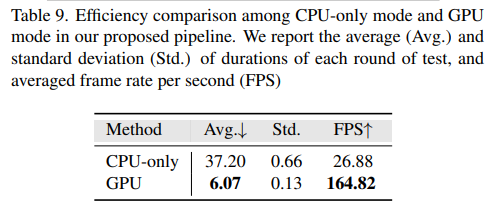 Table 9. Efficiency comparison among CPU-only mode and GPU
mode in our proposed pipeline. We report the average (Avg.) and
standard deviation (Std.) of durations of each round of test, and
averaged frame rate per second (FPS)
Method Avg.↓ Std. FPS↑
CPU-only 37.20 0.66 26.88
GPU 6.07 0.13 164.82